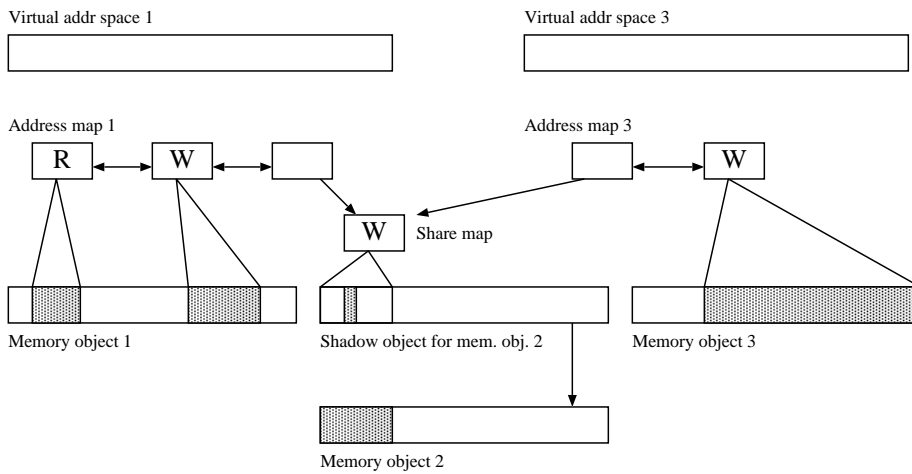 Virtual addr space 1
Virtual addr space 3
Address map 1
Address map 3
R
W
W
W
Share map
Memory object 1
Shadow object for mem. obj. 2
Memory object 3
Memory object 2